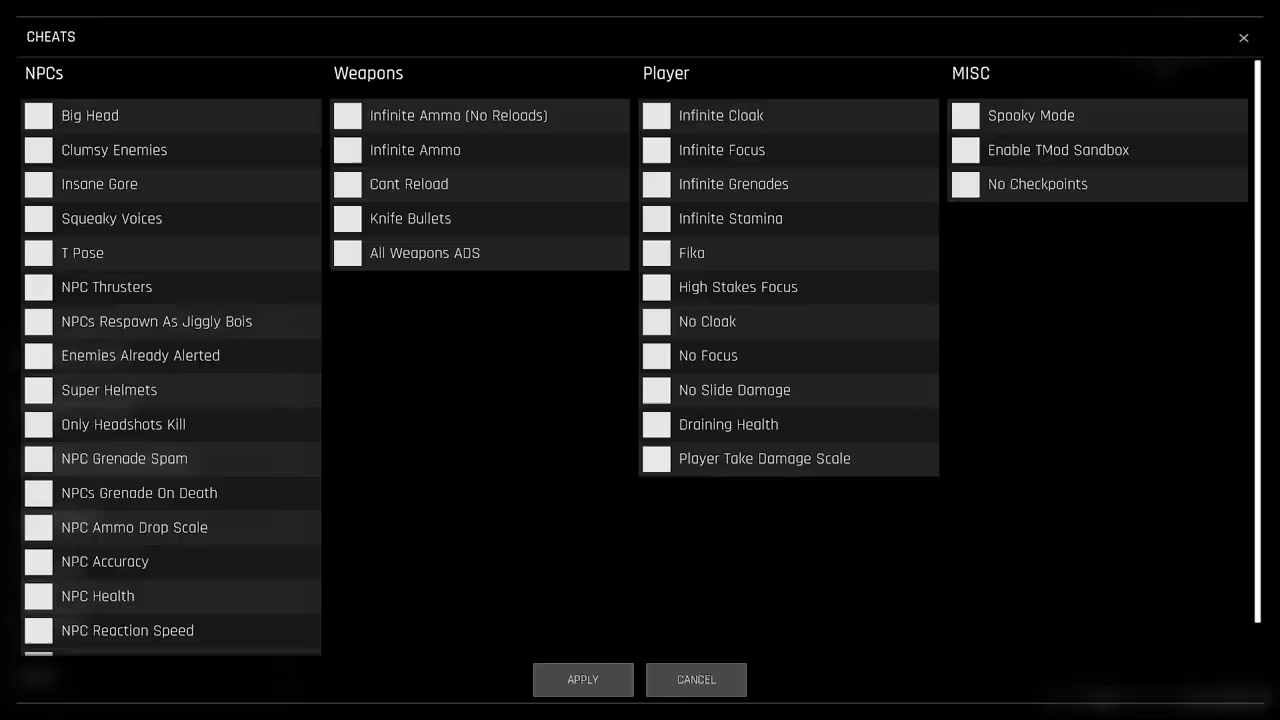 CHEATS
NPCs
Big Head
Clumsy Enemies
Insane Gore
Squeaky Voices
T Pose
NPC Thrusters
NPCs Respawn As Jiggly Bois
Enemies Already Alerted
Super Helmets
Only Headshots Kill
NPC Grenade Spam
NPCs Grenade On Death
NPC Ammo Drop Scale
NPC Accuracy
NPC Health
NPC Reaction Speed
Weapons
Infinite Ammo (No Reloads)
Infinite Ammo
Cant Reload
Knife Bullets
All Weapons ADS
Player
Infinite Cloak
Infinite Focus
Infinite Grenades
Infinite Stamina
Fika
High Stakes Focus
No Cloak
No Focus
No Slide Damage
Draining Health
Player Take Damage Scale
MISC
Spooky Mode
Enable TMod Sandbox
No Checkpoints
APPLY
CANCEL